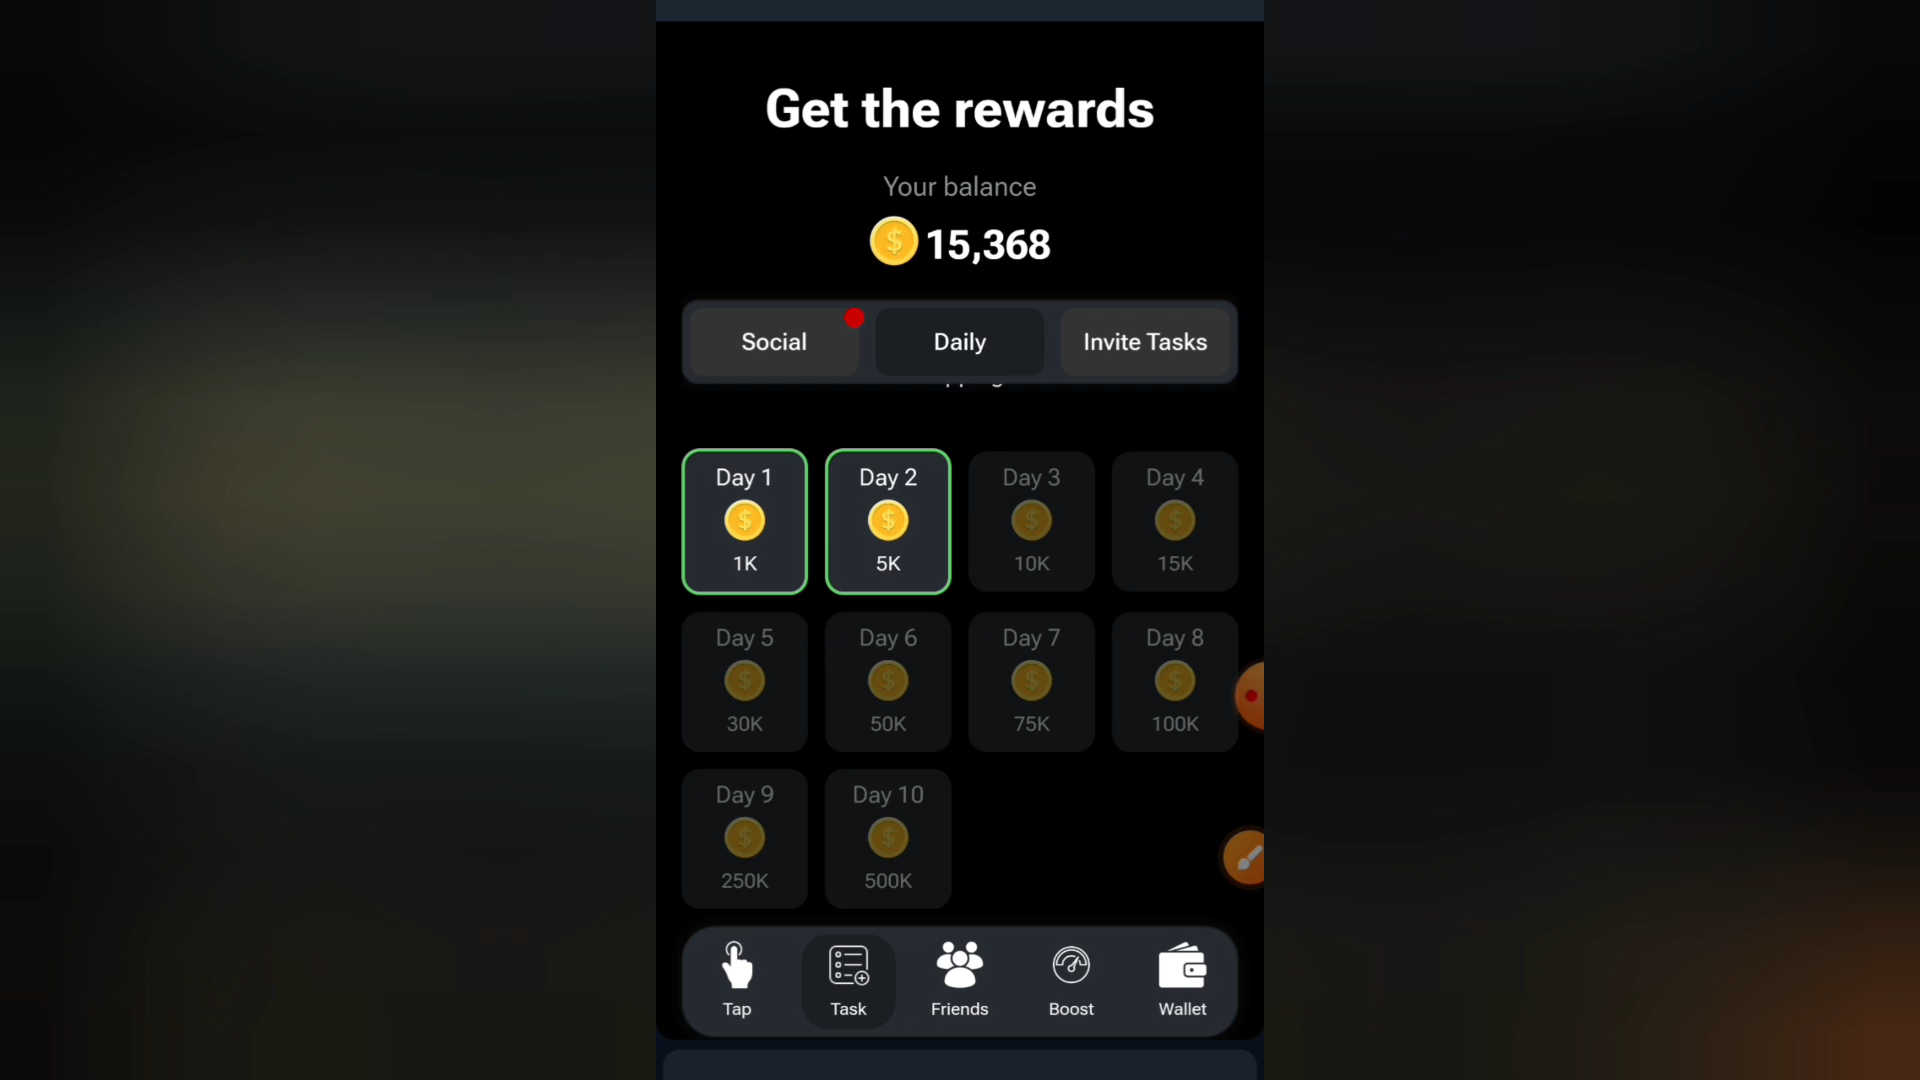 Get the rewards
Your balance
15,368
Social
Daily
Invite Tasks
Day 1
Day 2
Day 3
Day 4
1K
5K
10K
15K
Day 5
Day 6
Day 7
Day 8
30K
50K
75K
100K
Day 9
Day 10
250K
500K
Tap
Task
Friends
Boost
Wallet